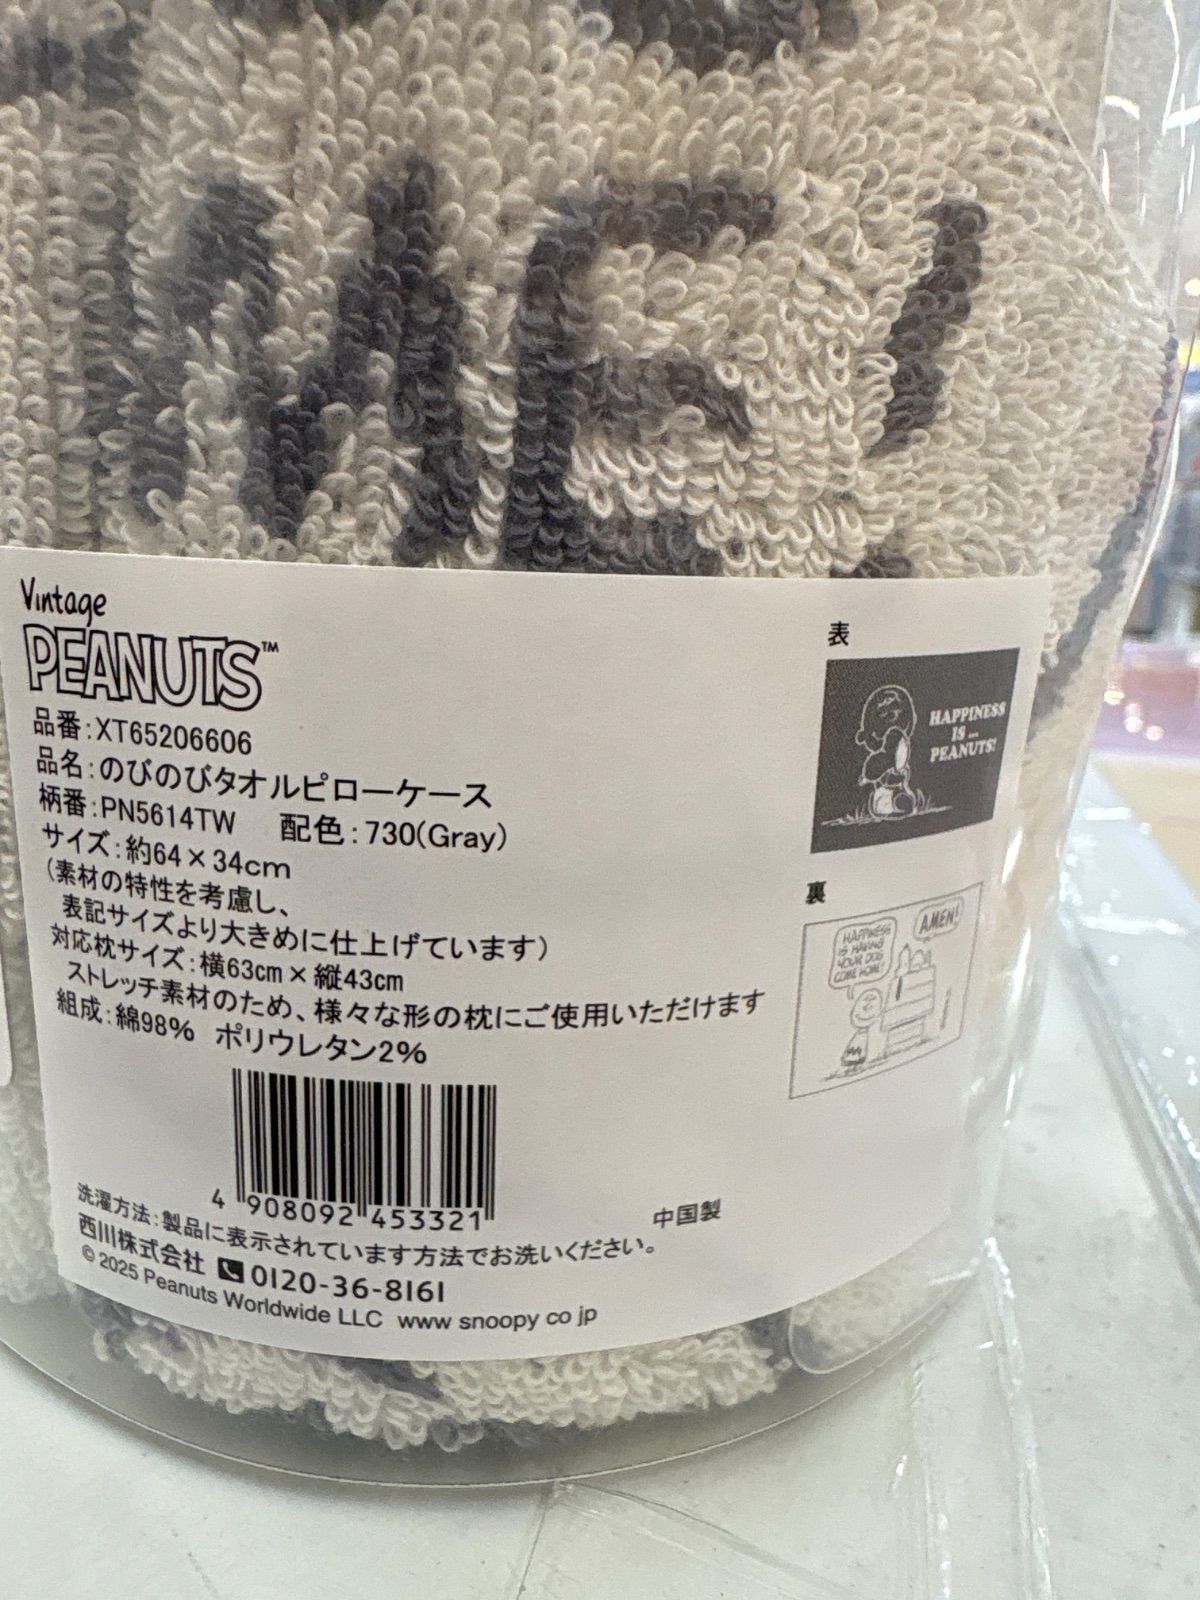 Vintage
PEANUTS™
品番:XT65206606
品名:のびのびタオルピローケース
柄番:PN5614TW 配色:730(Gray)
サイズ:約64×34cm
(素材の特性を考慮し、
表記サイズより大きめに仕上げています)
対応枕サイズ:横63cm×縦43cm
ストレッチ素材のため、様々な形の枕にご使用いただけます
組成:綿98% ポリウレタン2%
4 908092 453321
中国製
洗濯方法:製品に表示されています方法でお洗いください。
西川株式会社 0120-36-8161
© 2025 Peanuts Worldwide LLC www snoopy co jp
表
HAPPINESS
IS...
PEANUTS!
裏
HAPPINESS
IS HAVING
YOUR DOG
COME HOME!
AMEN!